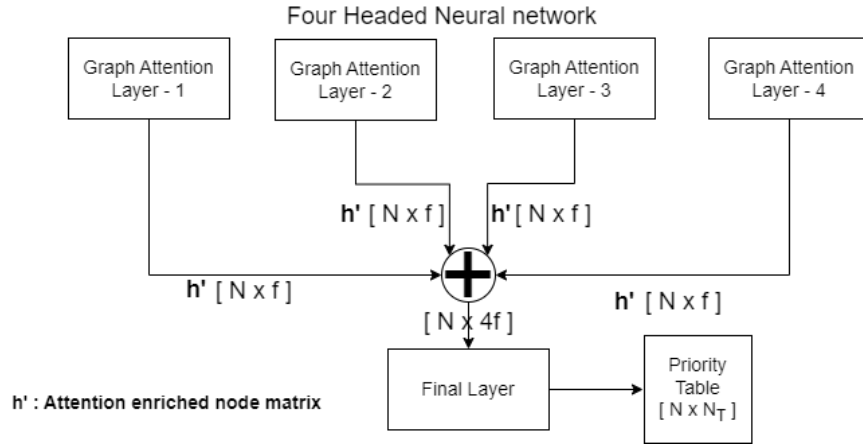 Four Headed Neural network
Graph Attention
Layer - 1
Graph Attention
Layer - 2
Graph Attention
Layer - 3
Graph Attention
Layer - 4
h' [ N x f ]
h' [ N x f ]
h' [ N x f ]
h' [ N x f ]
[ N x 4f ]
Final Layer
Priority
Table
[ N x N_T ]
h' : Attention enriched node matrix